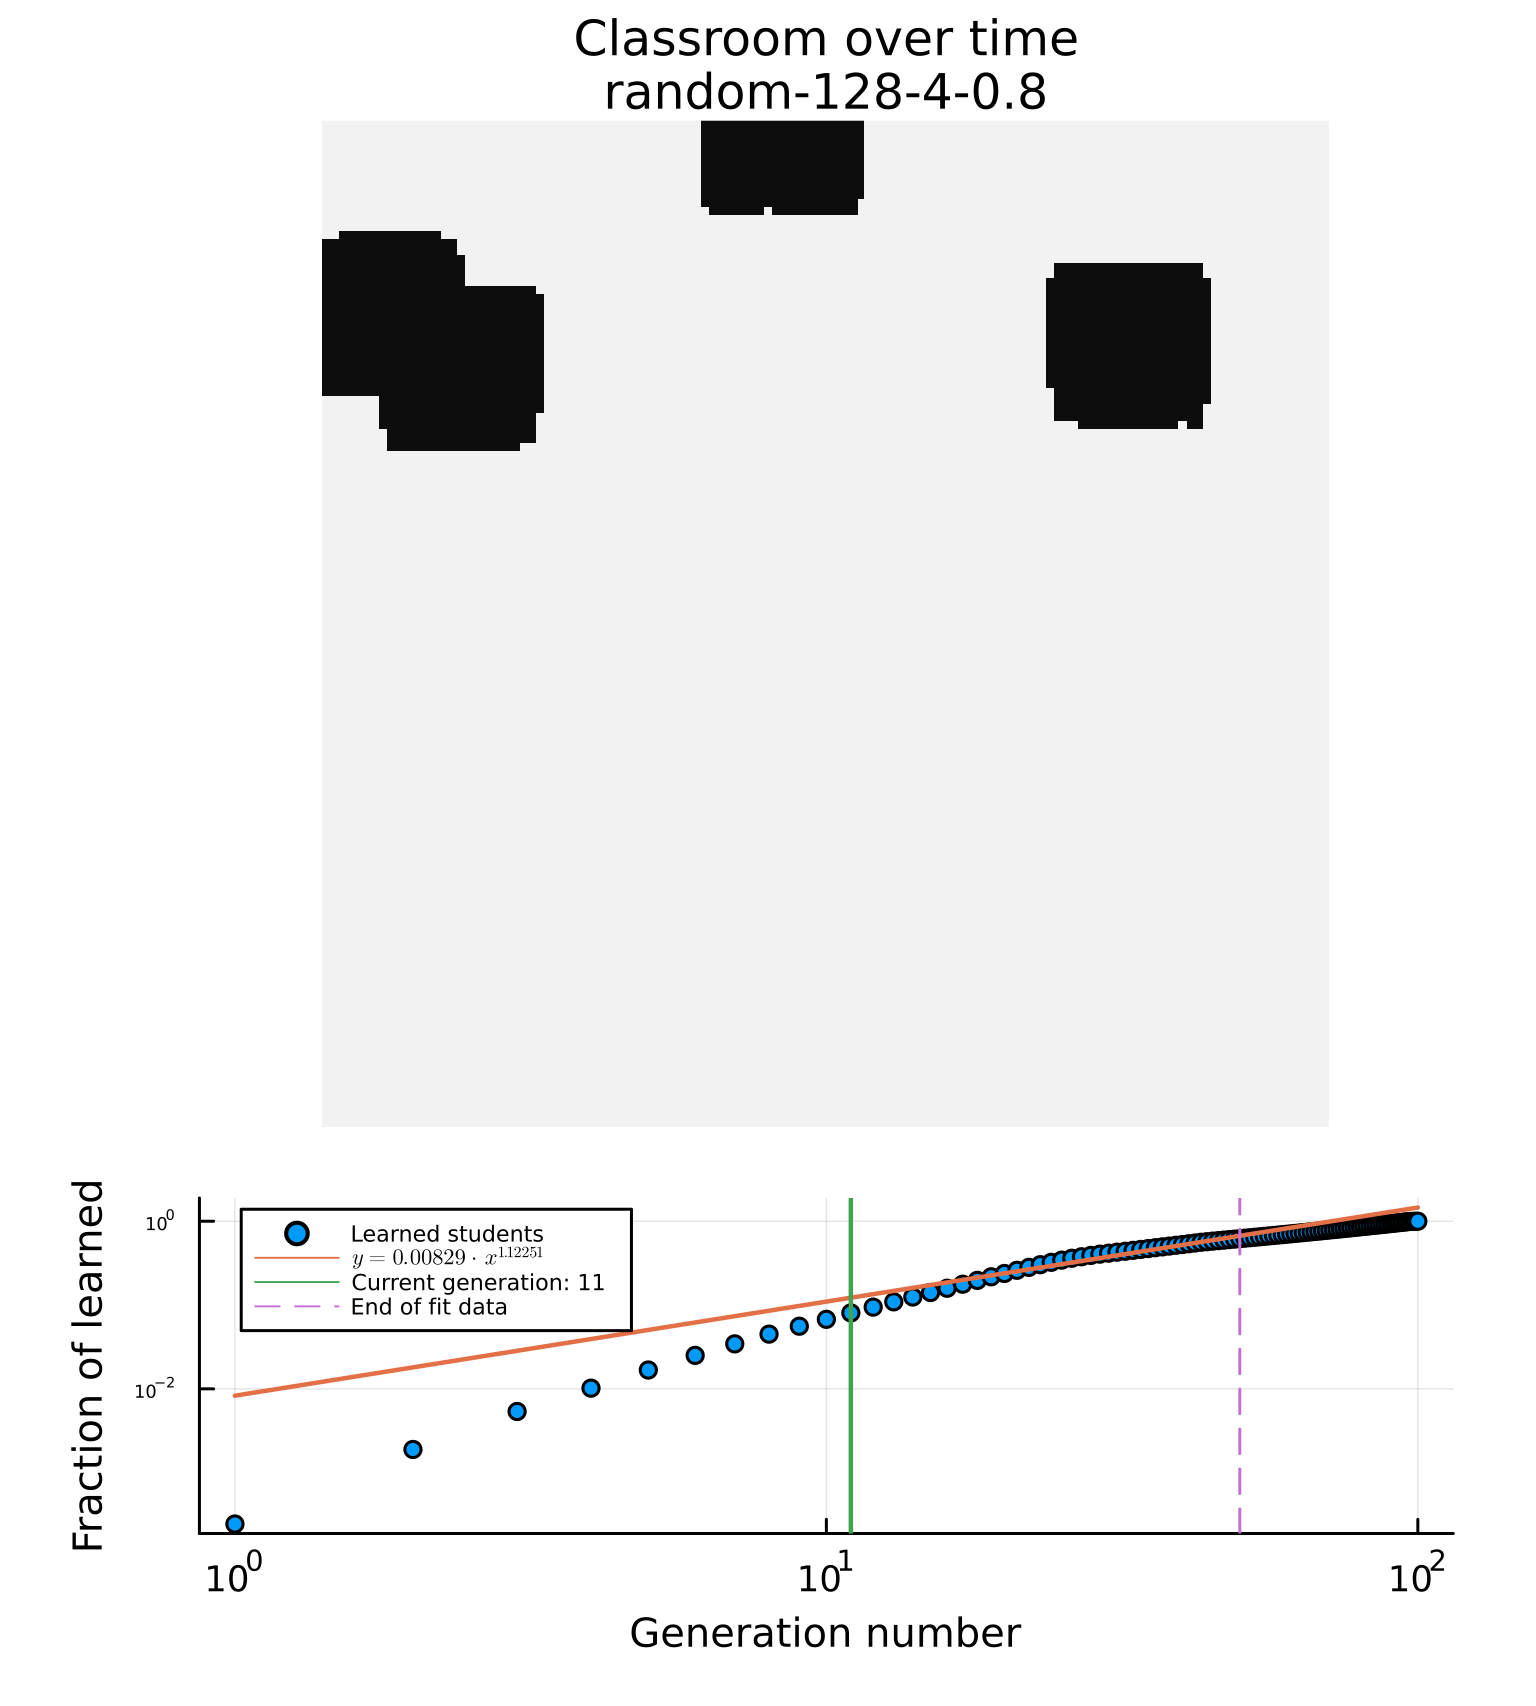 Classroom over time
random-128-4-0.8
Fraction of learned
10^0
10^-2
Learned students
y = 0.00829 · x^1.12251
Current generation: 11
End of fit data
10^0
10^1
10^2
Generation number